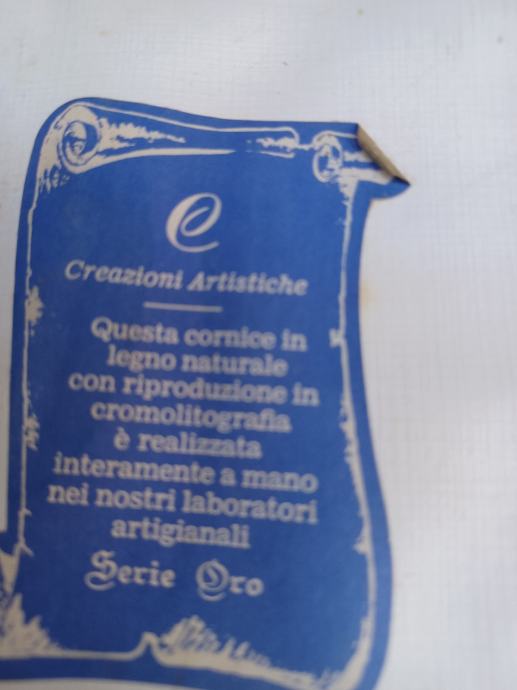 C
Creazioni Artistiche
Questa cornice in
legno naturale
con riproduzione in
cromolitografia
è realizzata
interamente a mano
nei nostri laboratori
artigianali
Serie Oro